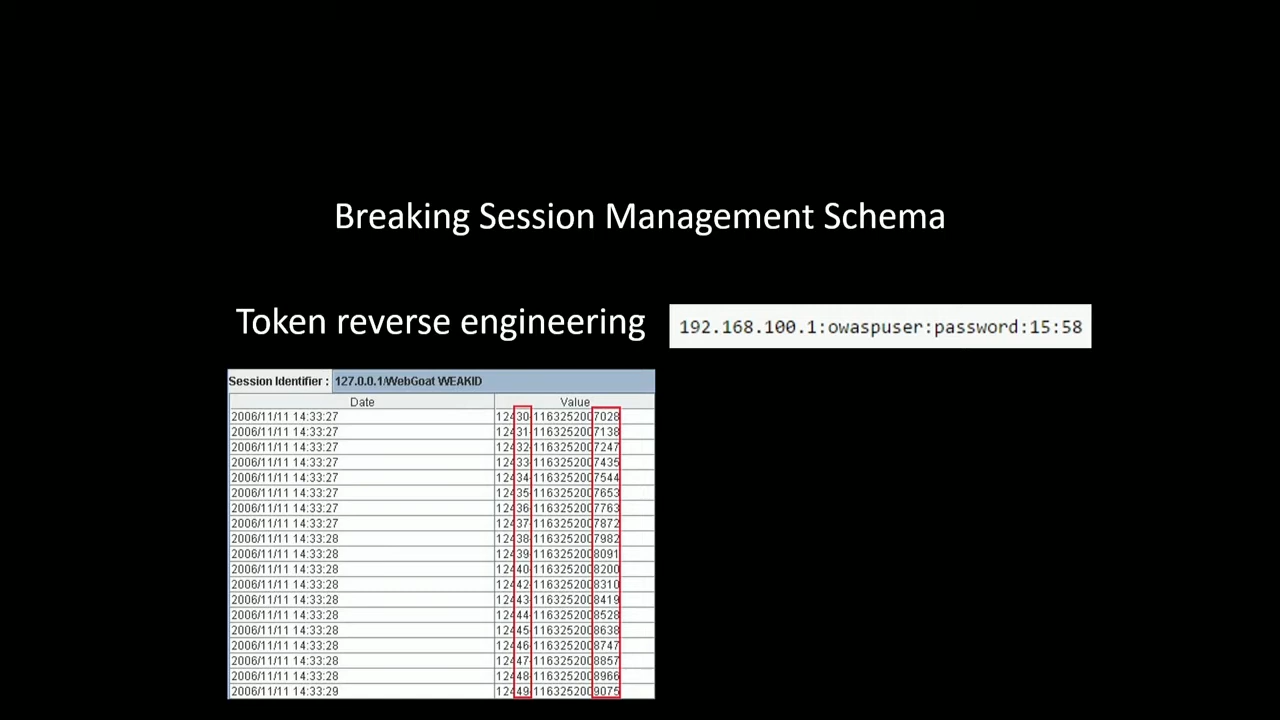 Breaking Session Management Schema
Token reverse engineering
192.168.100.1:owaspuser:password:15:58
Session Identifier : 127.0.0.1/WebGoat WEAKID
Date Value
2006/11/11 14:33:27 12430-1163252007028
2006/11/11 14:33:27 12431-1163252007138
2006/11/11 14:33:27 12432-1163252007247
2006/11/11 14:33:27 12433-1163252007435
2006/11/11 14:33:27 12434-1163252007544
2006/11/11 14:33:27 12435-1163252007653
2006/11/11 14:33:27 12436-1163252007763
2006/11/11 14:33:27 12437-1163252007872
2006/11/11 14:33:28 12438-1163252007982
2006/11/11 14:33:28 12439-1163252008091
2006/11/11 14:33:28 12440-1163252008200
2006/11/11 14:33:28 12442-1163252008310
2006/11/11 14:33:28 12443-1163252008419
2006/11/11 14:33:28 12444-1163252008528
2006/11/11 14:33:28 12445-1163252008638
2006/11/11 14:33:28 12446-1163252008747
2006/11/11 14:33:28 12447-1163252008857
2006/11/11 14:33:28 12448-1163252008966
2006/11/11 14:33:29 12449-1163252009075